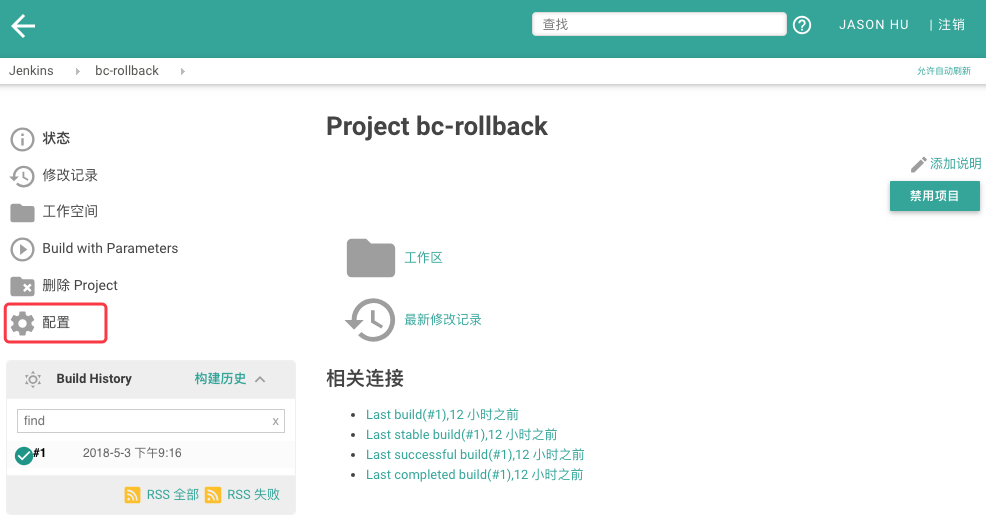 查找
JASON HU | 注销
Jenkins bc-rollback
允许自动刷新
状态
修改记录
工作空间
Build with Parameters
删除 Project
配置
Build History 构建历史
find x
#1 2018-5-3 下午9:16
RSS 全部 RSS 失败
Project bc-rollback
添加说明
禁用项目
工作区
最新修改记录
相关连接
Last build(#1),12 小时之前
Last stable build(#1),12 小时之前
Last successful build(#1),12 小时之前
Last completed build(#1),12 小时之前